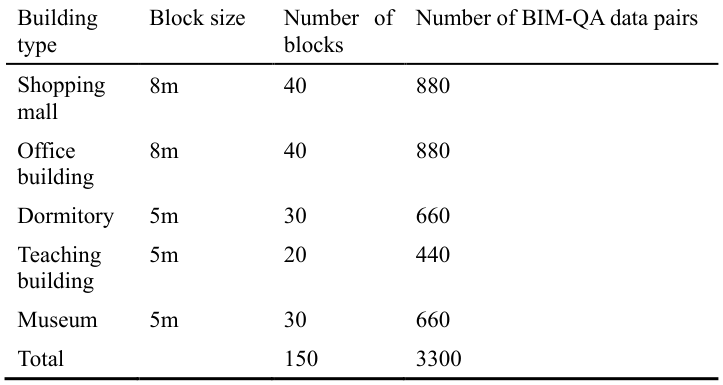 Building type Block size Number of blocks Number of BIM-QA data pairs
Shopping mall 8m 40 880
Office building 8m 40 880
Dormitory 5m 30 660
Teaching building 5m 20 440
Museum 5m 30 660
Total 150 3300